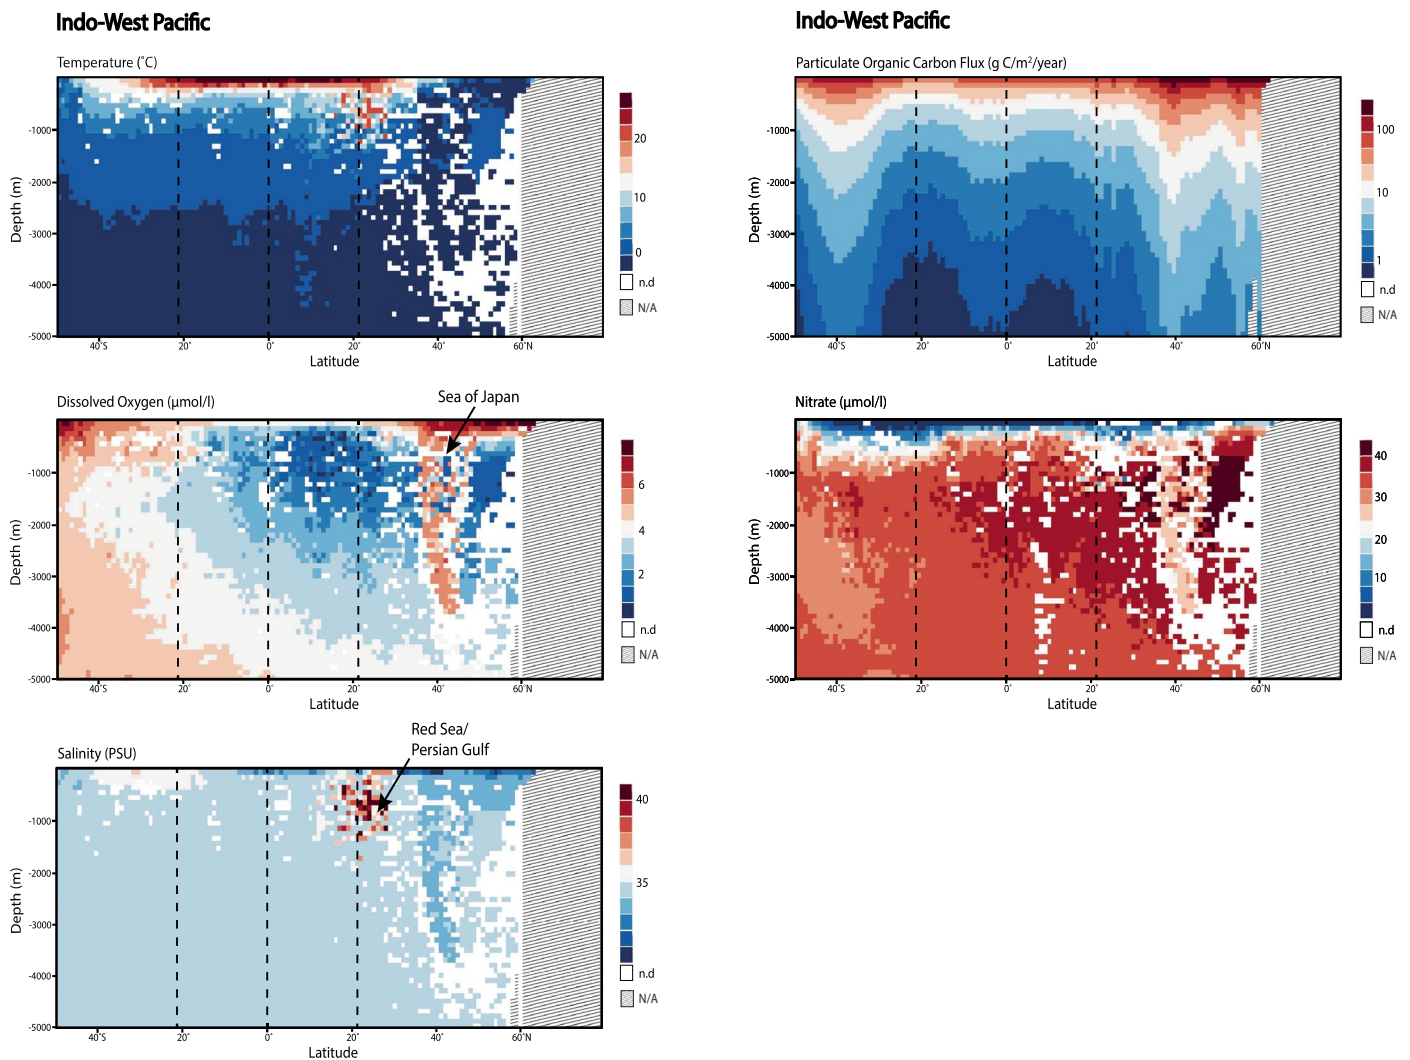 Indo-West Pacific
Temperature (˚C)
Depth (m)
-1000
-2000
-3000
-4000
-5000
40˚S
20˚
0˚
20˚
40˚
60˚N
Latitude
20
10
0
n.d
N/A
Indo-West Pacific
Particulate Organic Carbon Flux (g C/m²/year)
Depth (m)
-1000
-2000
-3000
-4000
-5000
40˚S
20˚
0˚
20˚
40˚
60˚N
Latitude
100
10
1
n.d
N/A
Dissolved Oxygen (µmol/l)
Sea of Japan
Depth (m)
-1000
-2000
-3000
-4000
-5000
40˚S
20˚
0˚
20˚
40˚
60˚N
Latitude
6
4
2
n.d
N/A
Nitrate (µmol/l)
Depth (m)
-1000
-2000
-3000
-4000
-5000
40˚S
20˚
0˚
20˚
40˚
60˚N
Latitude
40
30
20
10
n.d
N/A
Salinity (PSU)
Red Sea/
Persian Gulf
Depth (m)
-1000
-2000
-3000
-4000
-5000
40˚S
20˚
0˚
20˚
40˚
60˚N
Latitude
40
35
n.d
N/A